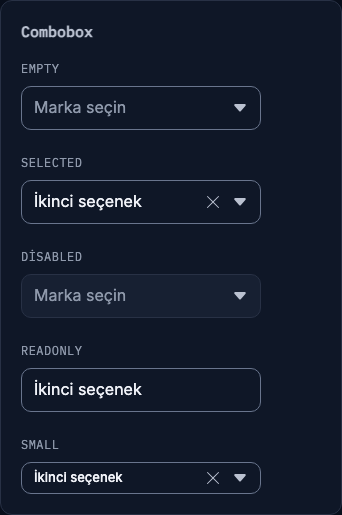 Combobox
EMPTY
Marka seçin
SELECTED
İkinci seçenek
DİSABLED
Marka seçin
READONLY
İkinci seçenek
SMALL
İkinci seçenek